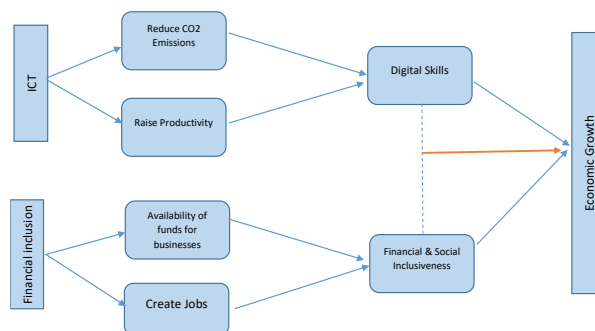 ICT
Reduce CO2
Emissions
Raise Productivity
Digital Skills
Economic Growth
Financial inclusion
Availability of
funds for
businesses
Create Jobs
Financial & Social
Inclusiveness